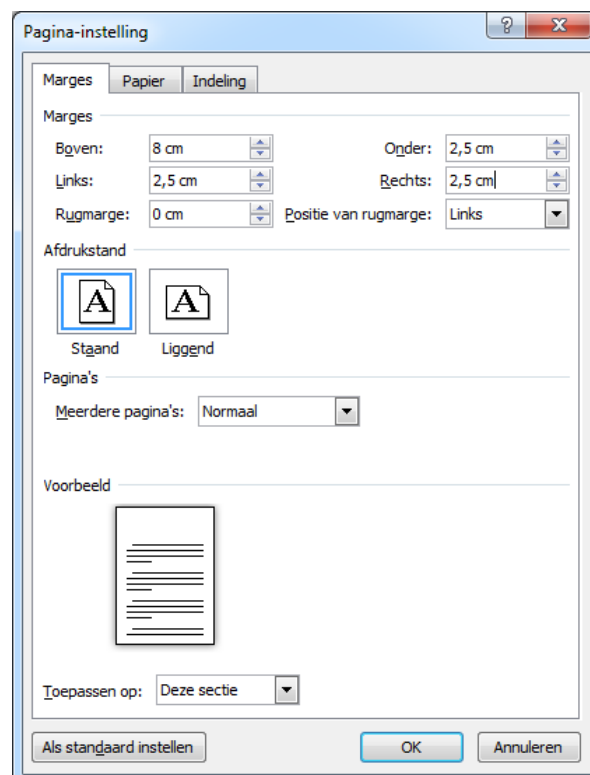 Pagina-instelling
Marges Papier Indeling
Marges
Boven: 8 cm Onder: 2,5 cm
Links: 2,5 cm Rechts: 2,5 cm
Rugmarge: 0 cm Positie van rugmarge: Links
Afdrukstand
A A
Staand Liggend
Pagina's
Meerdere pagina's: Normaal
Voorbeeld
Toepassen op: Deze sectie
Als standaard instellen OK Annuleren